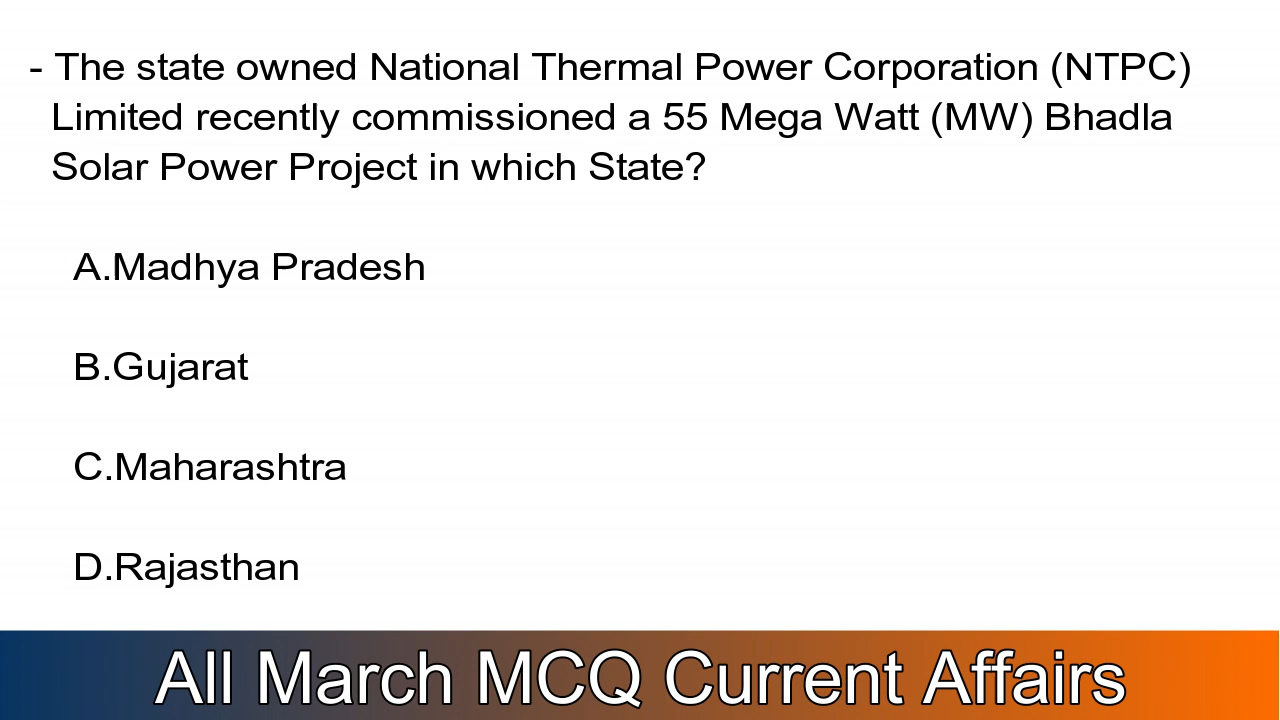 - The state owned National Thermal Power Corporation (NTPC)
Limited recently commissioned a 55 Mega Watt (MW) Bhadla
Solar Power Project in which State?
A.Madhya Pradesh
B.Gujarat
C.Maharashtra
D.Rajasthan
All March MCQ Current Affairs